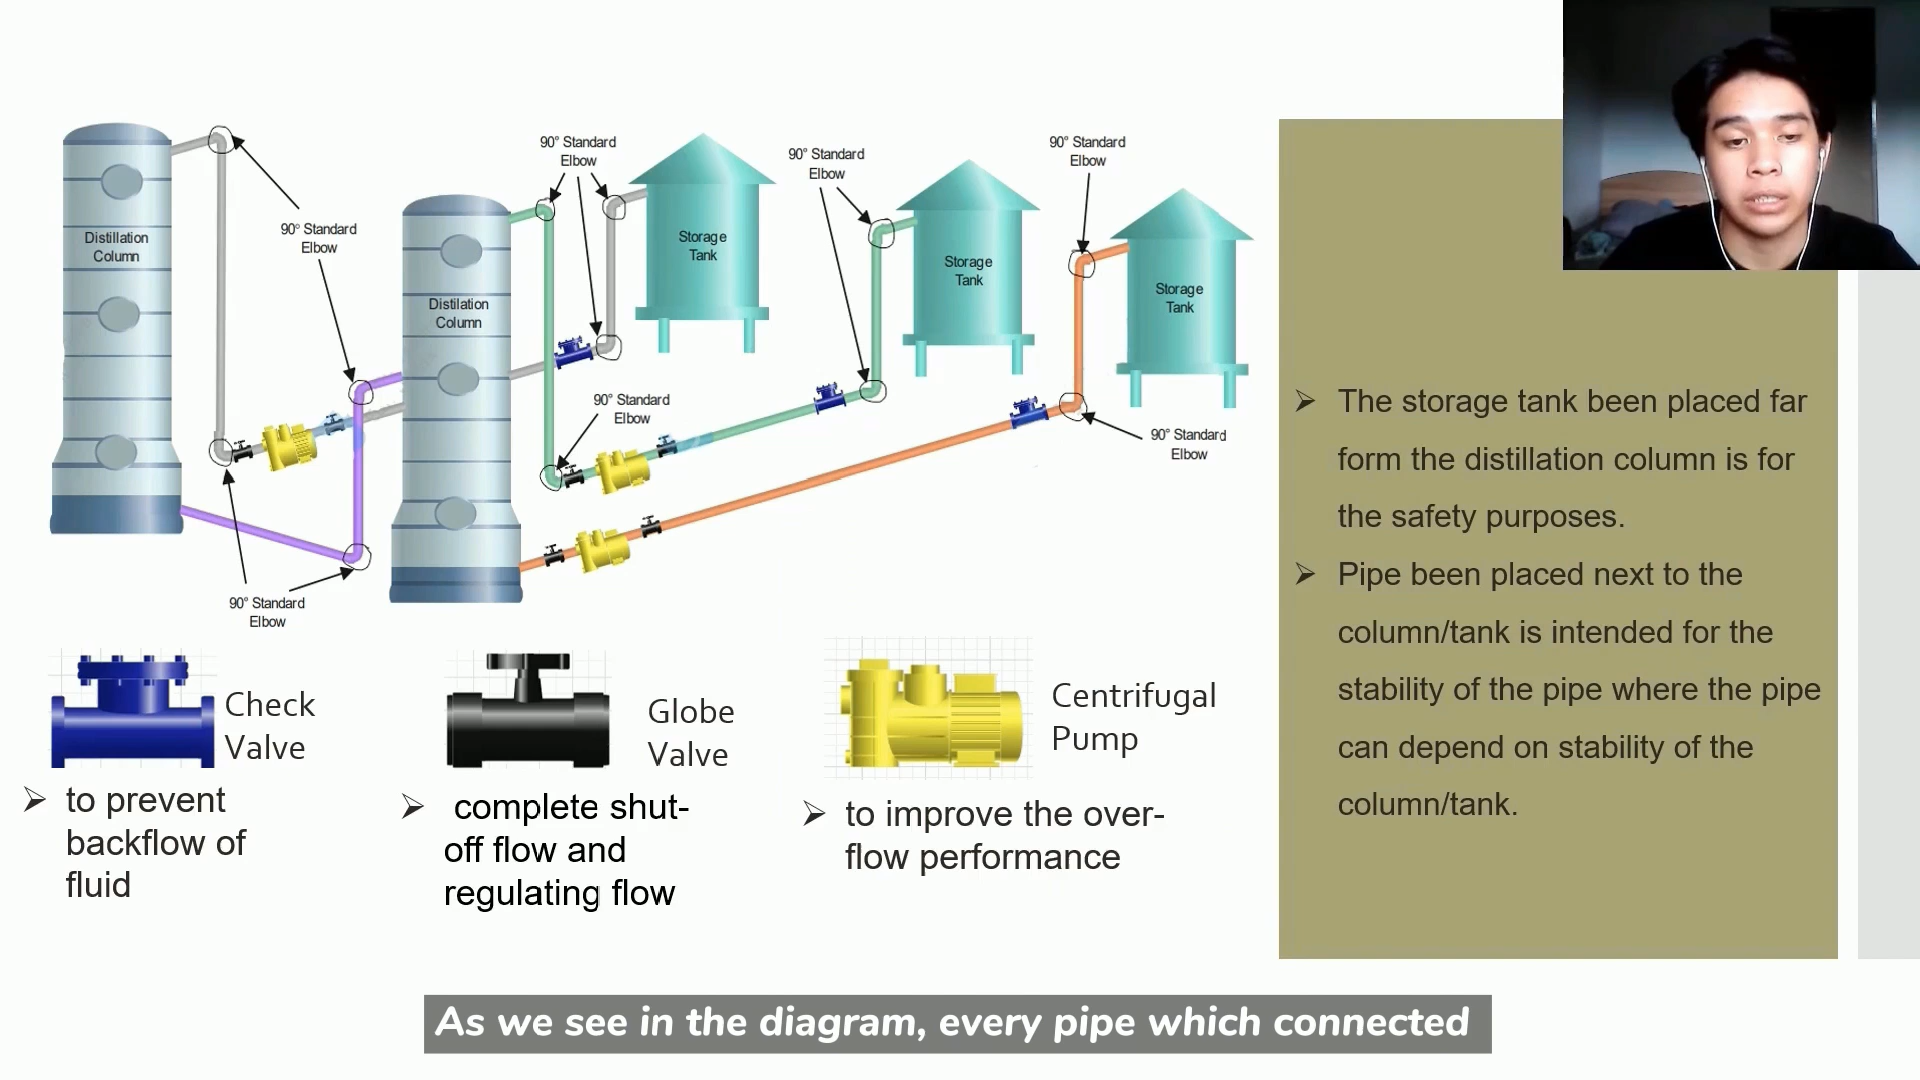 90° Standard
Elbow
90° Standard
Elbow
90° Standard
Elbow
Distillation
Column
90° Standard
Elbow
Storage
Tank
Storage
Tank
Storage
Tank
Distilation
Column
90° Standard
Elbow
90° Standard
Elbow
90° Standard
Elbow
Check
Valve
➢ to prevent
backflow of
fluid
Globe
Valve
➢ complete shut-
off flow and
regulating flow
Centrifugal
Pump
➢ to improve the over-
flow performance
➢ The storage tank been placed far
form the distillation column is for
the safety purposes.
➢ Pipe been placed next to the
column/tank is intended for the
stability of the pipe where the pipe
can depend on stability of the
column/tank.
As we see in the diagram, every pipe which connected